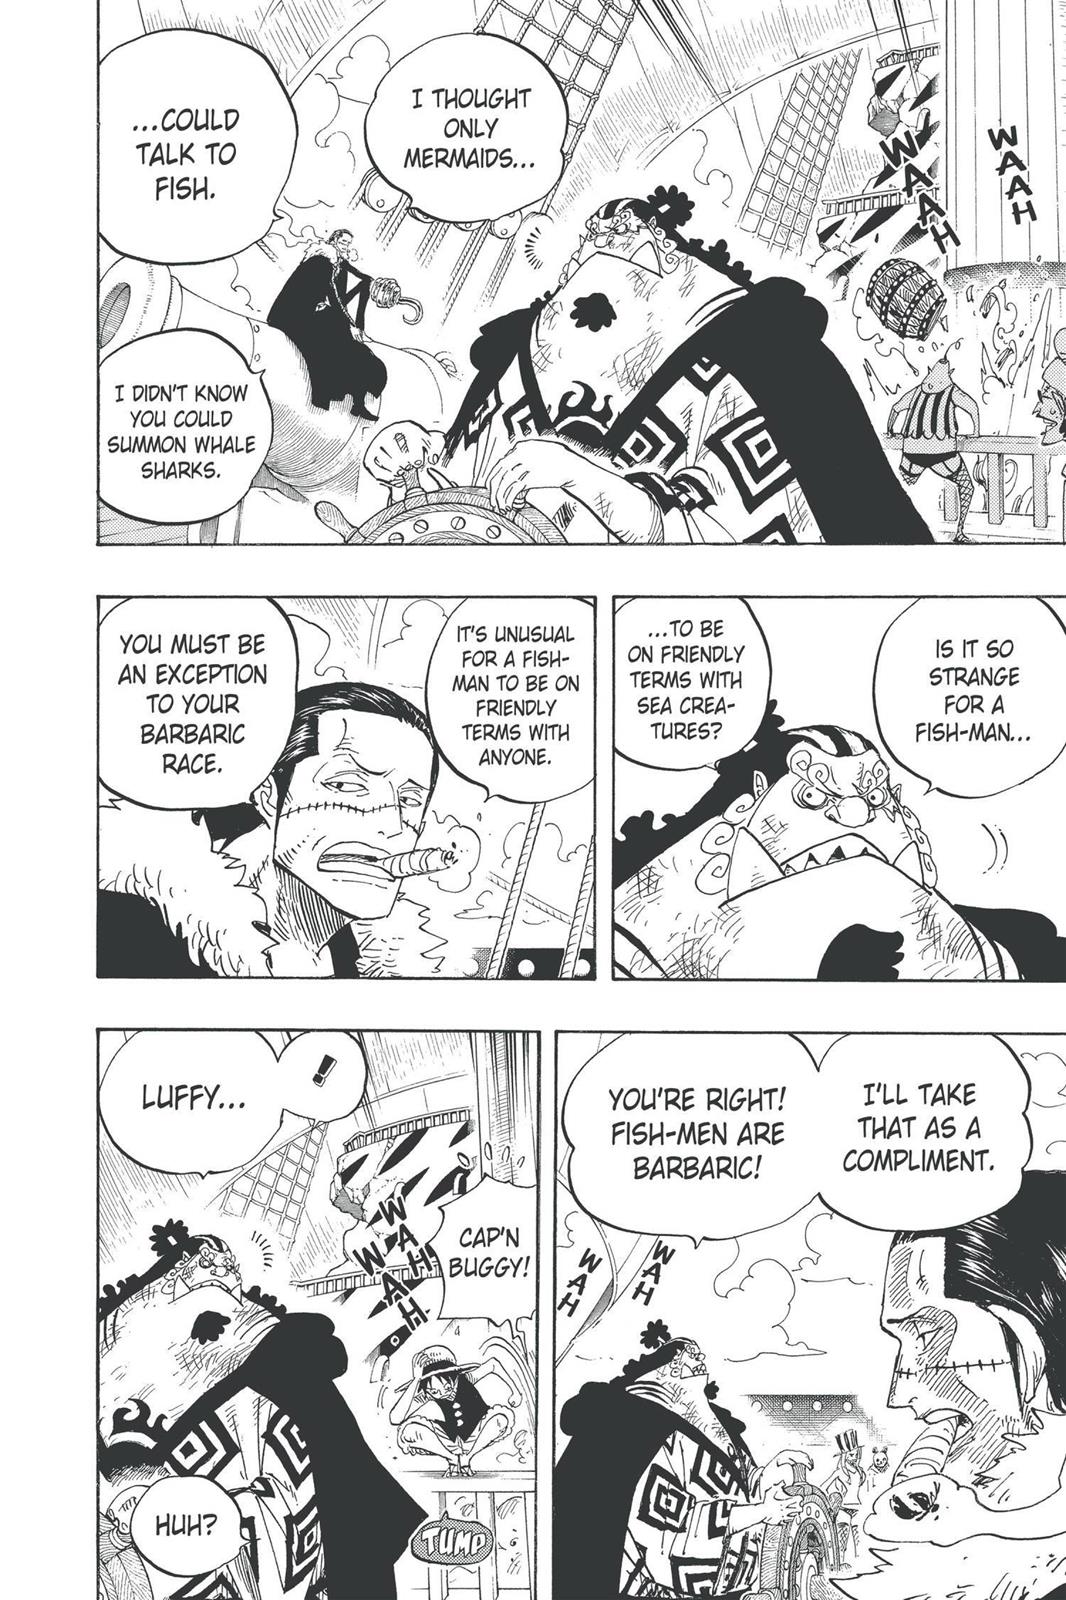 I THOUGHT
ONLY
MERMAIDS...
...COULD
TALK TO
FISH.
I DIDN'T KNOW
YOU COULD
SUMMON WHALE
SHARKS.
WAAH
WAAH
IS IT SO
STRANGE
FOR A
FISH-MAN...
...TO BE
ON FRIENDLY
TERMS WITH
SEA CREA-
TURES?
IT'S UNUSUAL
FOR A FISH-
MAN TO BE ON
FRIENDLY
TERMS WITH
ANYONE.
YOU MUST BE
AN EXCEPTION
TO YOUR
BARBARIC
RACE.
I'LL TAKE
THAT AS A
COMPLIMENT.
YOU'RE RIGHT!
FISH-MEN ARE
BARBARIC!
WAH
WAH
!
LUFFY...
CAP'N
BUGGY!
WAH
WAH
HUH?
TUMP